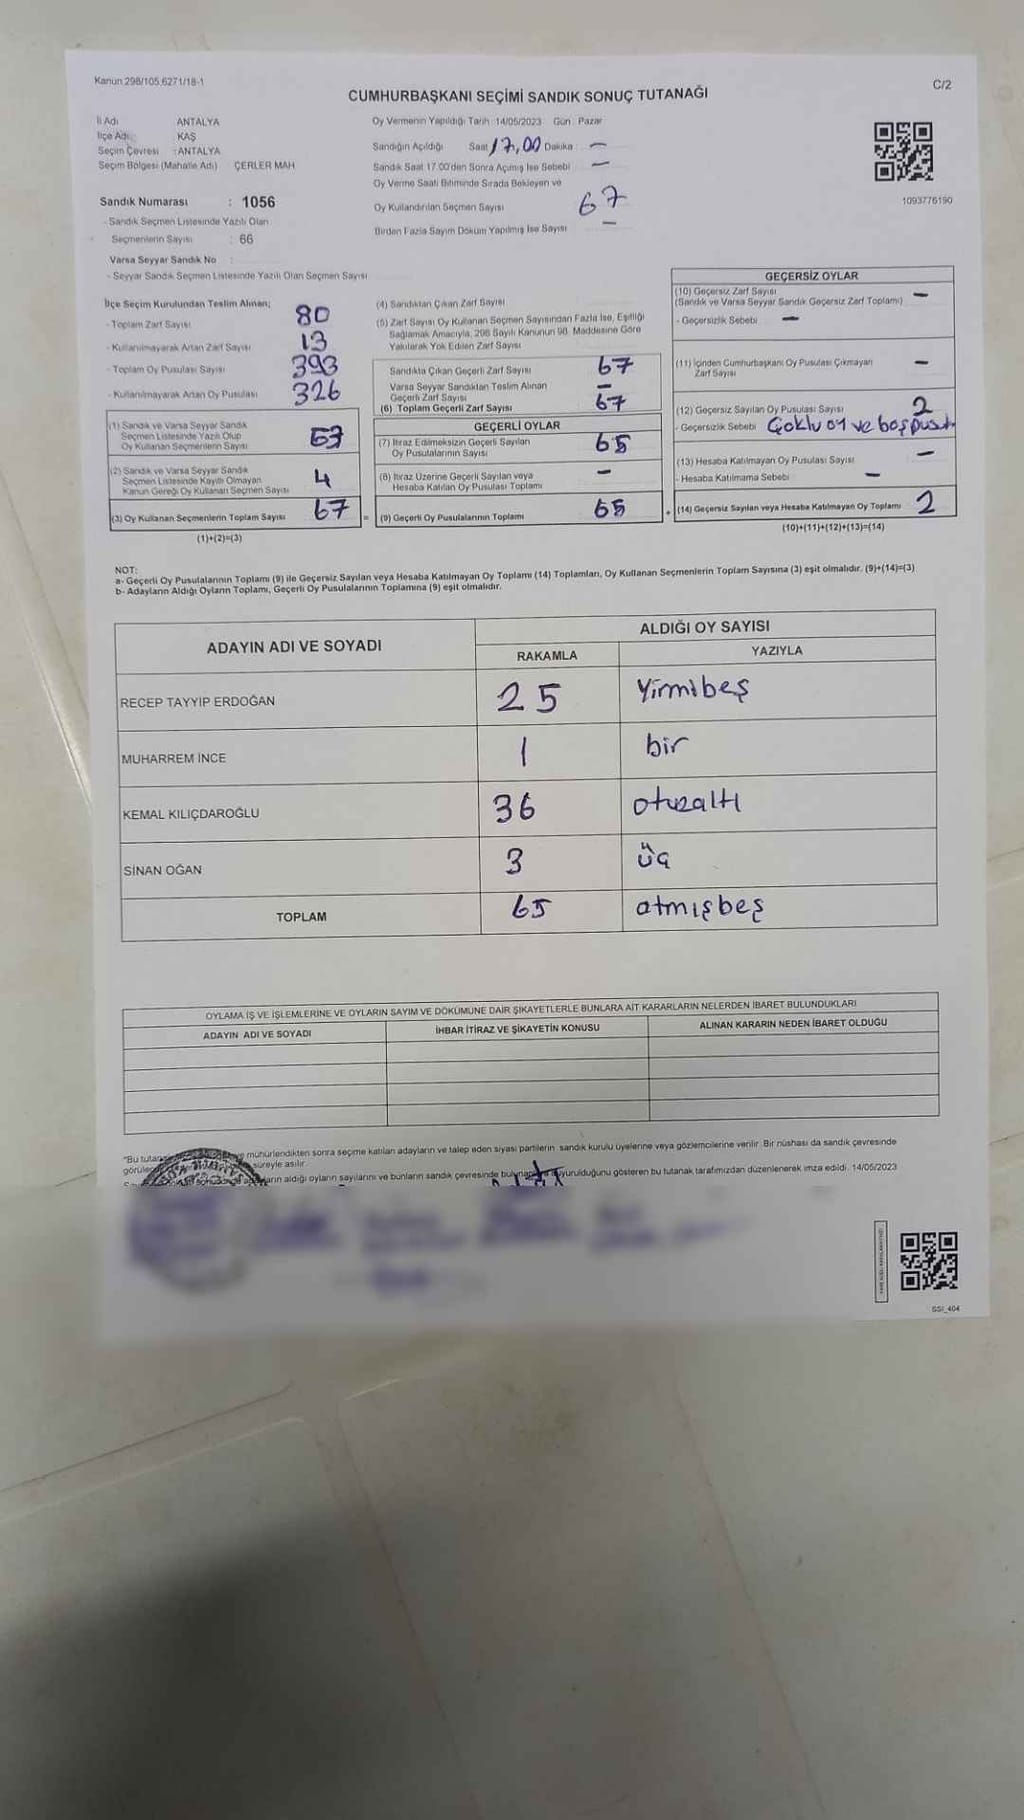 Kanun 298/105,6271/18-1
C/2
CUMHURBAŞKANI SEÇİMİ SANDIK SONUÇ TUTANAĞI
İl Adı ANTALYA
İlçe Adı : KAŞ
Seçim Çevresi : ANTALYA
Seçim Bölgesi (Mahalle Adı) ÇERLER MAH
Sandık Numarası : 1056
- Sandık Seçmen Listesinde Yazılı Olan
Seçmenlerin Sayısı : 66
Varsa Seyyar Sandık No :
- Seyyar Sandık Seçmen Listesinde Yazılı Olan Seçmen Sayısı
Oy Vermenin Yapıldığı Tarih :14/05/2023 Gün : Pazar
Sandığın Açıldığı Saat 17,00 Dakika : —
Sandık Saat 17.00'den Sonra Açılmış İse Sebebi —
Oy Verme Saati Bitiminde Sırada Bekleyen ve
Oy Kullandırılan Seçmen Sayısı 67
Birden Fazla Sayım Döküm Yapılmış İse Sayısı —
1093776190
İlçe Seçim Kurulundan Teslim Alınan;
- Toplam Zarf Sayısı 80
- Kullanılmayarak Artan Zarf Sayısı 13
- Toplam Oy Pusulası Sayısı 393
- Kullanılmayarak Artan Oy Pusulası 326
(1) Sandık ve Varsa Seyyar Sandık
Seçmen Listesinde Yazılı Olup
Oy Kullanan Seçmenlerin Sayısı 63
(2) Sandık ve Varsa Seyyar Sandık
Seçmen Listesinde Kayıtlı Olmayan
Kanun Gereği Oy Kullanan Seçmen Sayısı 4
(3) Oy Kullanan Seçmenlerin Toplam Sayısı 67 =
(1)+(2)=(3)
(4) Sandıktan Çıkan Zarf Sayısı
(5) Zarf Sayısı Oy Kullanan Seçmen Sayısından Fazla İse, Eşitliği
Sağlamak Amacıyla, 298 Sayılı Kanunun 98. Maddesine Göre
Yakılarak Yok Edilen Zarf Sayısı
Sandıkta Çıkan Geçerli Zarf Sayısı 67
Varsa Seyyar Sandıktan Teslim Alınan
Geçerli Zarf Sayısı —
(6) Toplam Geçerli Zarf Sayısı 67
GEÇERLİ OYLAR
(7) İtiraz Edilmeksizin Geçerli Sayılan
Oy Pusulalarının Sayısı 65
(8) İtiraz Üzerine Geçerli Sayılan veya
Hesaba Katılan Oy Pusulası Toplamı —
(9) Geçerli Oy Pusulalarının Toplamı 65 +
GEÇERSİZ OYLAR
(10) Geçersiz Zarf Sayısı —
(Sandık ve Varsa Seyyar Sandık Geçersiz Zarf Toplamı)
- Geçersizlik Sebebi —
(11) İçinden Cumhurbaşkanı Oy Pusulası Çıkmayan
Zarf Sayısı —
(12) Geçersiz Sayılan Oy Pusulası Sayısı 2
- Geçersizlik Sebebi Çoklu oy ve boş
(13) Hesaba Katılmayan Oy Pusulası Sayısı —
- Hesaba Katılmama Sebebi —
(14) Geçersiz Sayılan veya Hesaba Katılmayan Oy Toplamı 2
(10)+(11)+(12)+(13)=(14)
NOT:
a- Geçerli Oy Pusulalarının Toplamı (9) ile Geçersiz Sayılan veya Hesaba Katılmayan Oy Toplamı (14) Toplamları, Oy Kullanan Seçmenlerin Toplam Sayısına (3) eşit olmalıdır. (9)+(14)=(3)
b- Adayların Aldığı Oyların Toplamı, Geçerli Oy Pusulalarının Toplamına (9) eşit olmalıdır.
ADAYIN ADI VE SOYADI
ALDIĞI OY SAYISI
RAKAMLA YAZIYLA
RECEP TAYYİP ERDOĞAN 25 Yirmibeş
MUHARREM İNCE 1 bir
KEMAL KILIÇDAROĞLU 36 otuzaltı
SİNAN OĞAN 3 üç
TOPLAM 65 atmışbeş
OYLAMA İŞ VE İŞLEMLERİNE VE OYLARIN SAYIM VE DÖKÜMÜNE DAİR ŞİKAYETLERLE BUNLARA AİT KARARLARIN NELERDEN İBARET BULUNDUKLARI
ADAYIN ADI VE SOYADI İHBAR İTİRAZ VE ŞİKAYETİN KONUSU ALINAN KARARIN NEDEN İBARET OLDUĞU
"Bu mühürlendikten sonra seçime katılan adayların ve talep eden siyasi partilerin sandık kurulu üyelerine veya gözlemcilerine verilir. Bir nüshası da sandık çevresinde
süreyle asılır.
aldığı oyların sayılarını ve bunların sandık çevresinde gösteren bu tutanak tarafımızdan düzenlenerek imza edildi. 14/05/2023
SSI_404